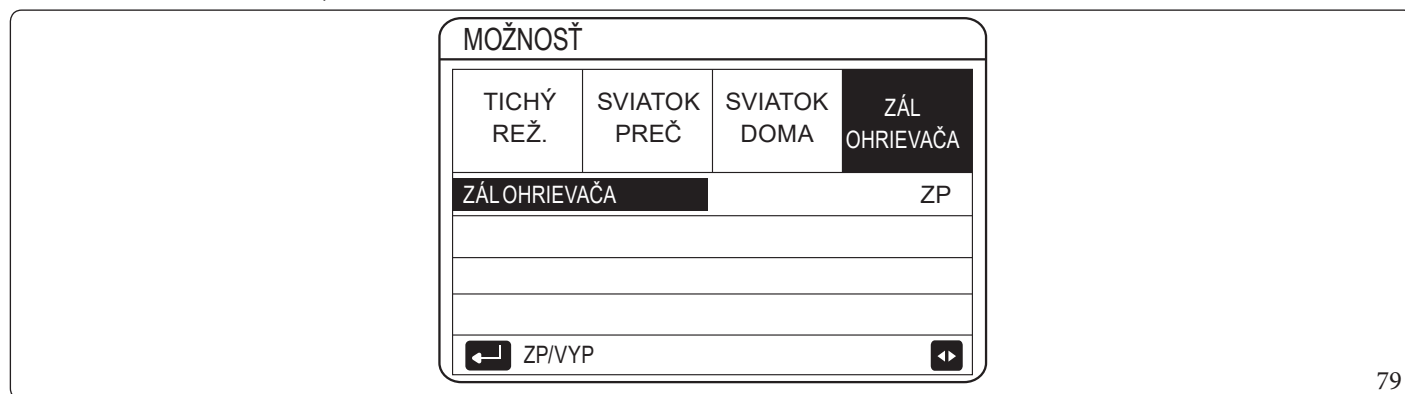 MOŽNOSŤ
TICHÝ REŽ.
SVIATOK PREČ
SVIATOK DOMA
ZÁL OHRIEVAČA
ZÁL OHRIEVAČA ZP
ZP/VYP
79